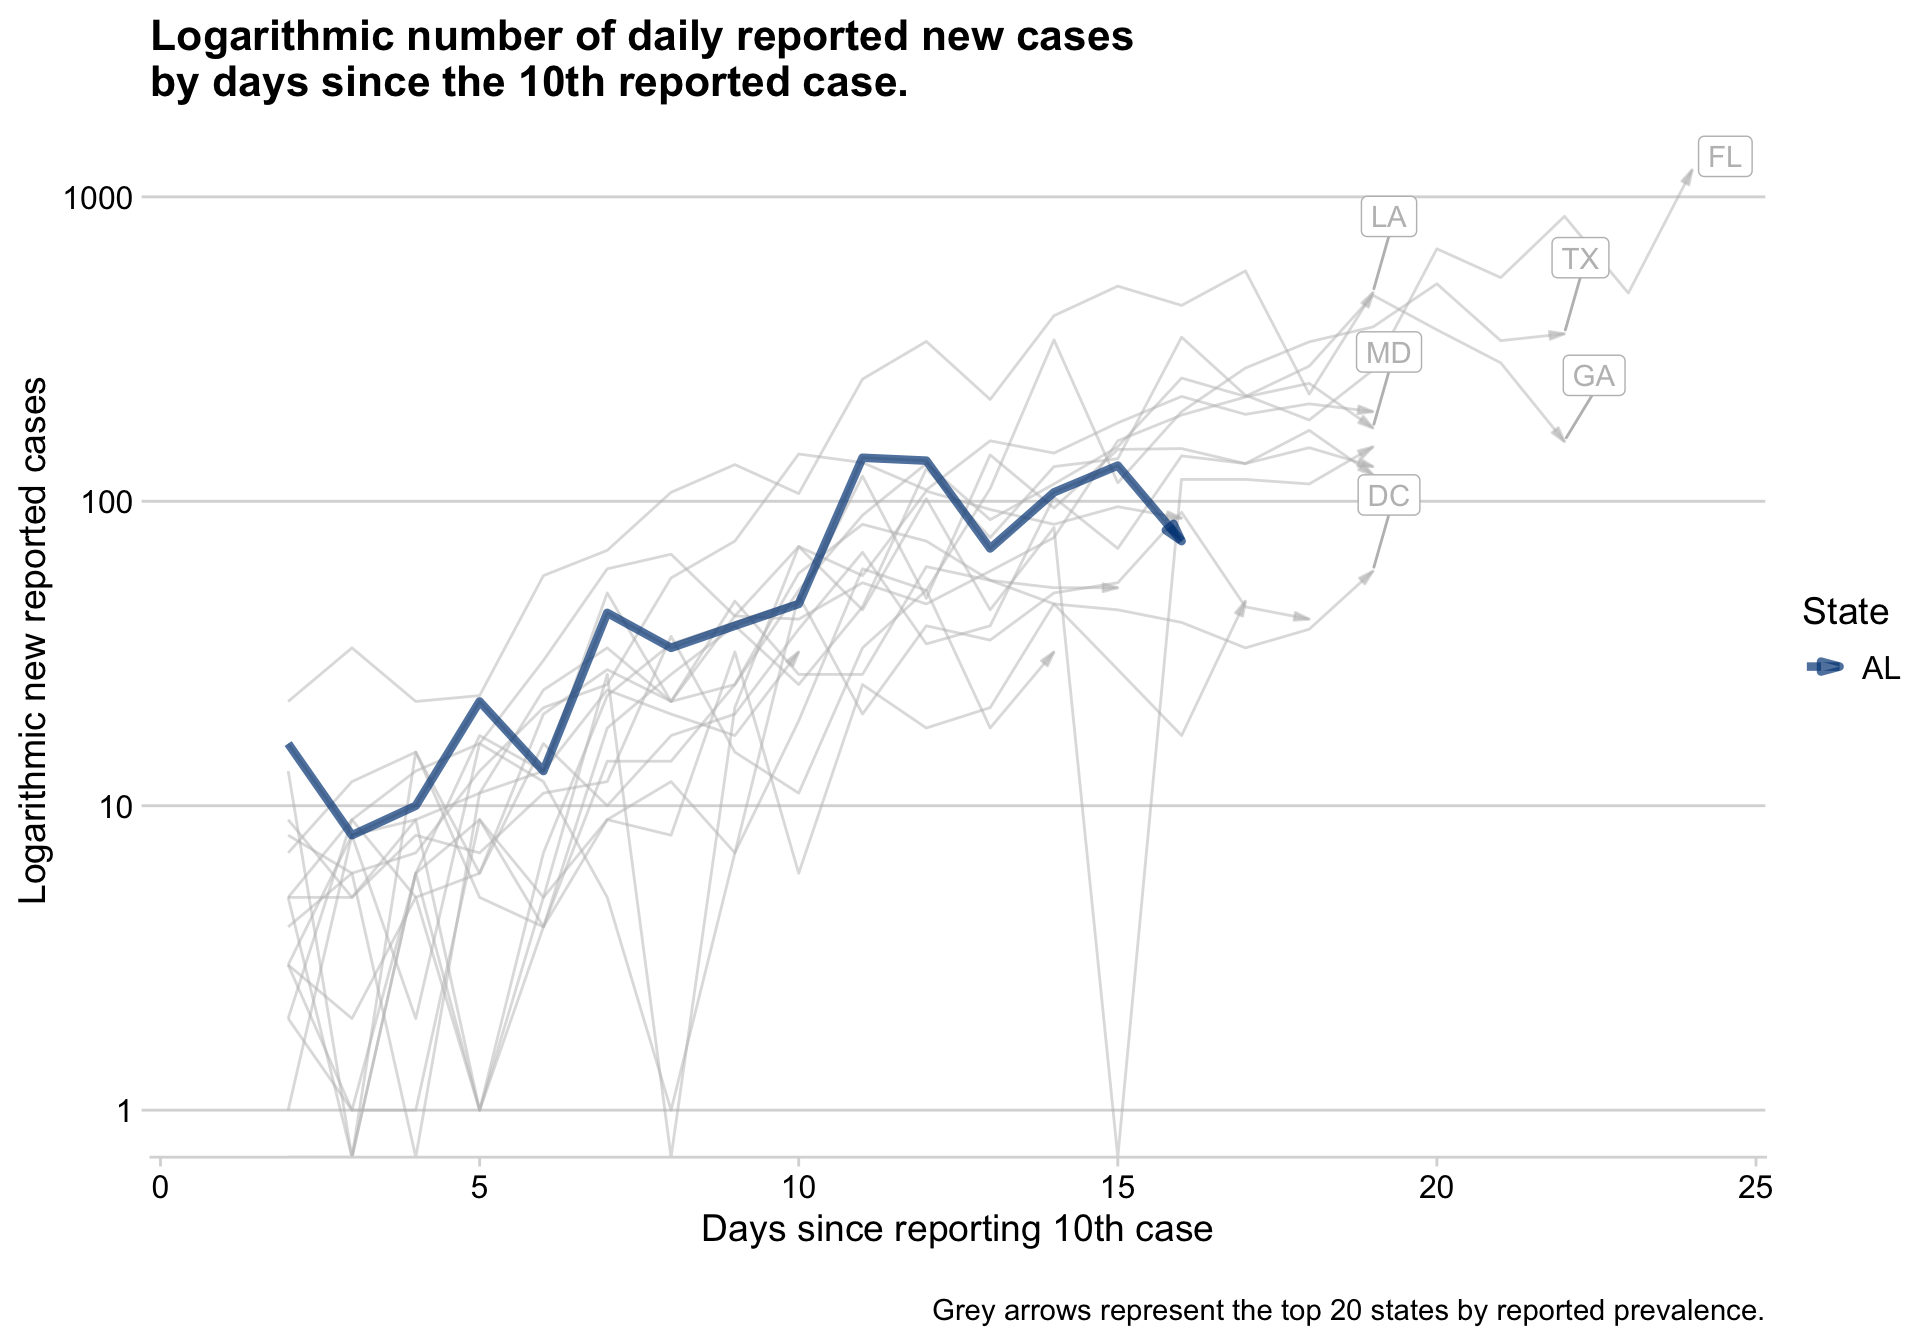 Logarithmic number of daily reported new cases
by days since the 10th reported case.
FL
1000
LA
TX
MD
GA
100
DC
10
1
Logarithmic new reported cases
State
AL
0 5 10 15 20 25
Days since reporting 10th case
Grey arrows represent the top 20 states by reported prevalence.